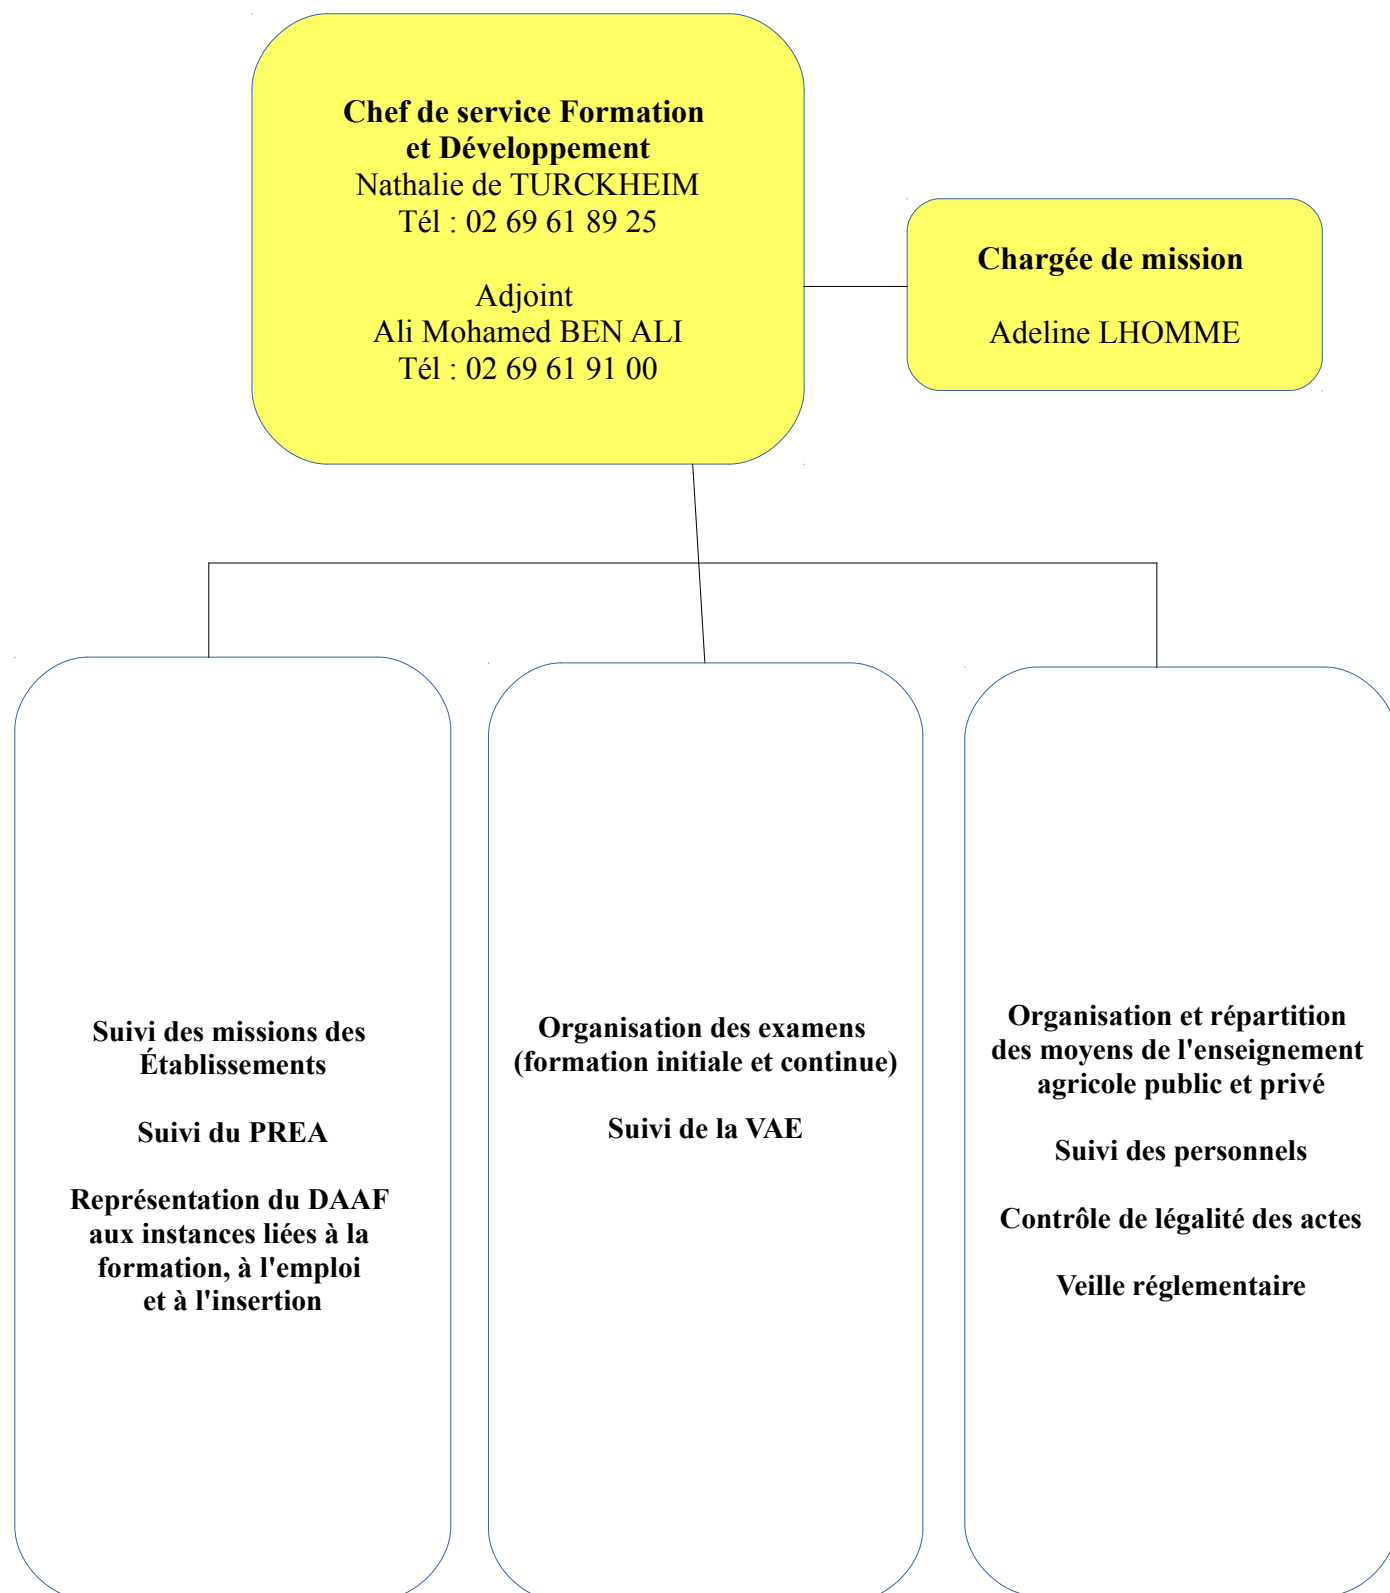 Chef de service Formation
et Développement
Nathalie de TURCKHEIM
Tél : 02 69 61 89 25
Adjoint
Ali Mohamed BEN ALI
Tél : 02 69 61 91 00
Chargée de mission
Adeline LHOMME
Suivi des missions des
Établissements
Suivi du PREA
Représentation du DAAF
aux instances liées à la
formation, à l'emploi
et à l'insertion
Organisation des examens
(formation initiale et continue)
Suivi de la VAE
Organisation et répartition
des moyens de l'enseignement
agricole public et privé
Suivi des personnels
Contrôle de légalité des actes
Veille réglementaire